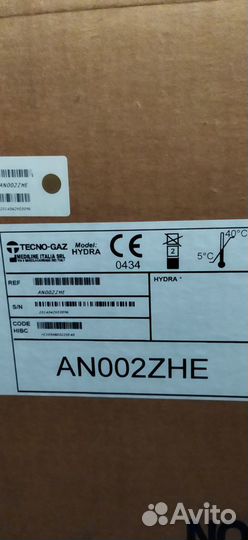 AN002ZHE
TECNO-GAZ
MEDILINE ITALIA SRL
Model:
HYDRA
CE
0434
2
5°C
40°C
REF
AN002ZHE
HYDRA
S/N
CODE
HIBC
AN002ZHE
Avito